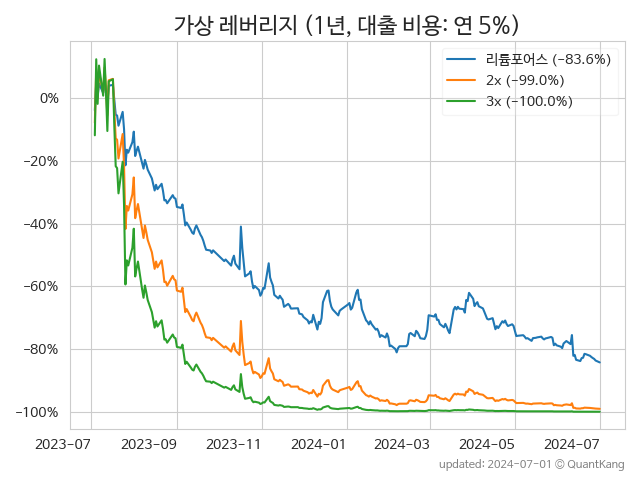 가상 레버리지 (1년, 대출 비용: 연 5%)
리튬포어스 (−83.6%)
2x (−99.0%)
3x (−100.0%)
0%
−20%
−40%
−60%
−80%
−100%
2023-07 2023-09 2023-11 2024-01 2024-03 2024-05 2024-07
updated: 2024-07-01 © QuantKang